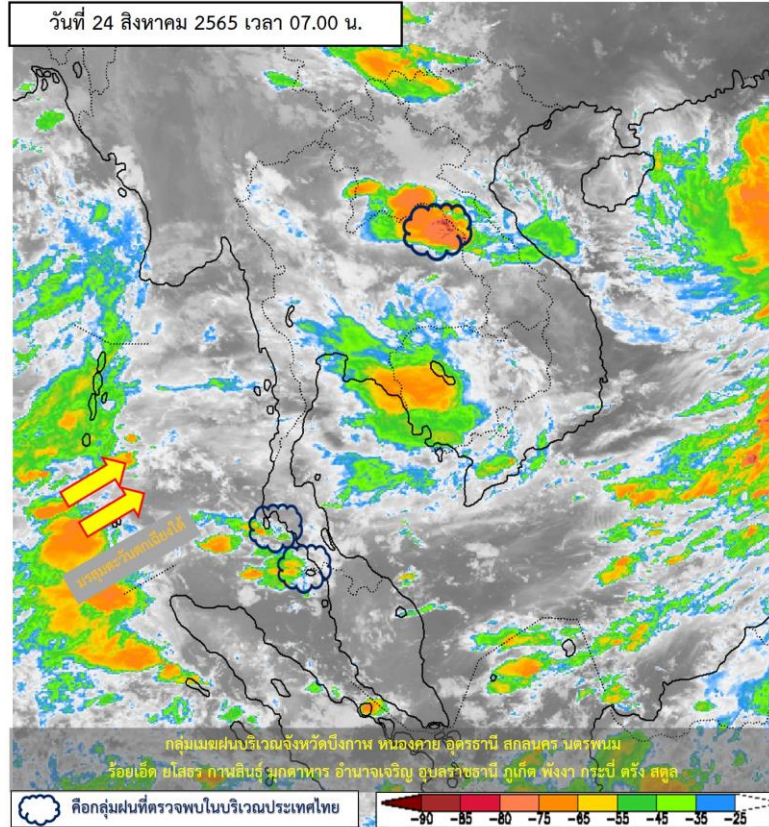 วันที่ 24 สิงหาคม 2565 เวลา 07.00 น.
มรสุมตะวันตกเฉียงใต้
กลุ่มเมฆฝนบริเวณจังหวัดบึงกาฬ หนองคาย อุดรธานี สกลนคร นครพนม
ร้อยเอ็ด ยโสธร กาฬสินธุ์ มุกดาหาร อำนาจเจริญ อุบลราชธานี ภูเก็ต พังงา กระบี่ ตรัง สตูล
คือกลุ่มฝนที่ตรวจพบในบริเวณประเทศไทย
-90 -85 -80 -75 -65 -55 -45 -35 -25